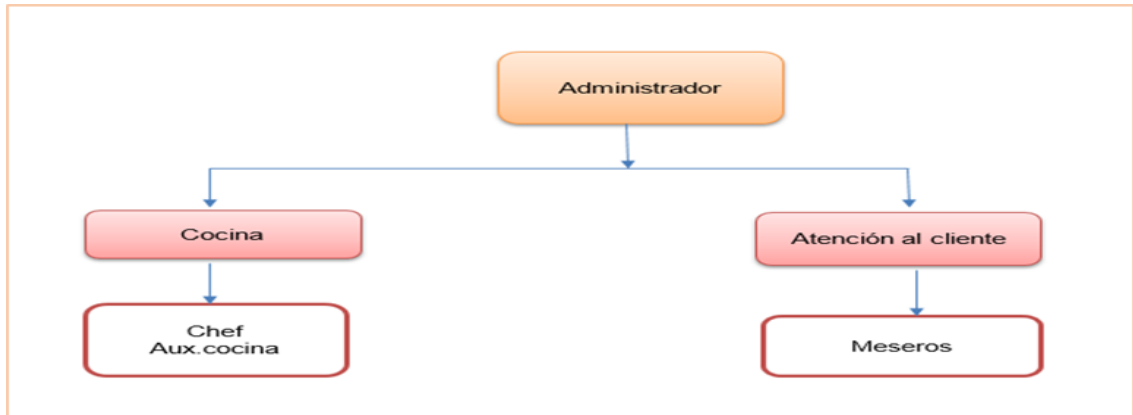 Administrador
Cocina
Atención al cliente
Chef
Aux.cocina
Meseros